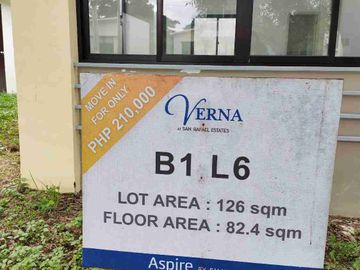 MOVE IN
FOR ONLY
PHP 210,000
VERNA
AT SAN RAFAEL ESTATES
B1 L6
LOT AREA : 126 sqm
FLOOR AREA : 82.4 sqm
Aspire